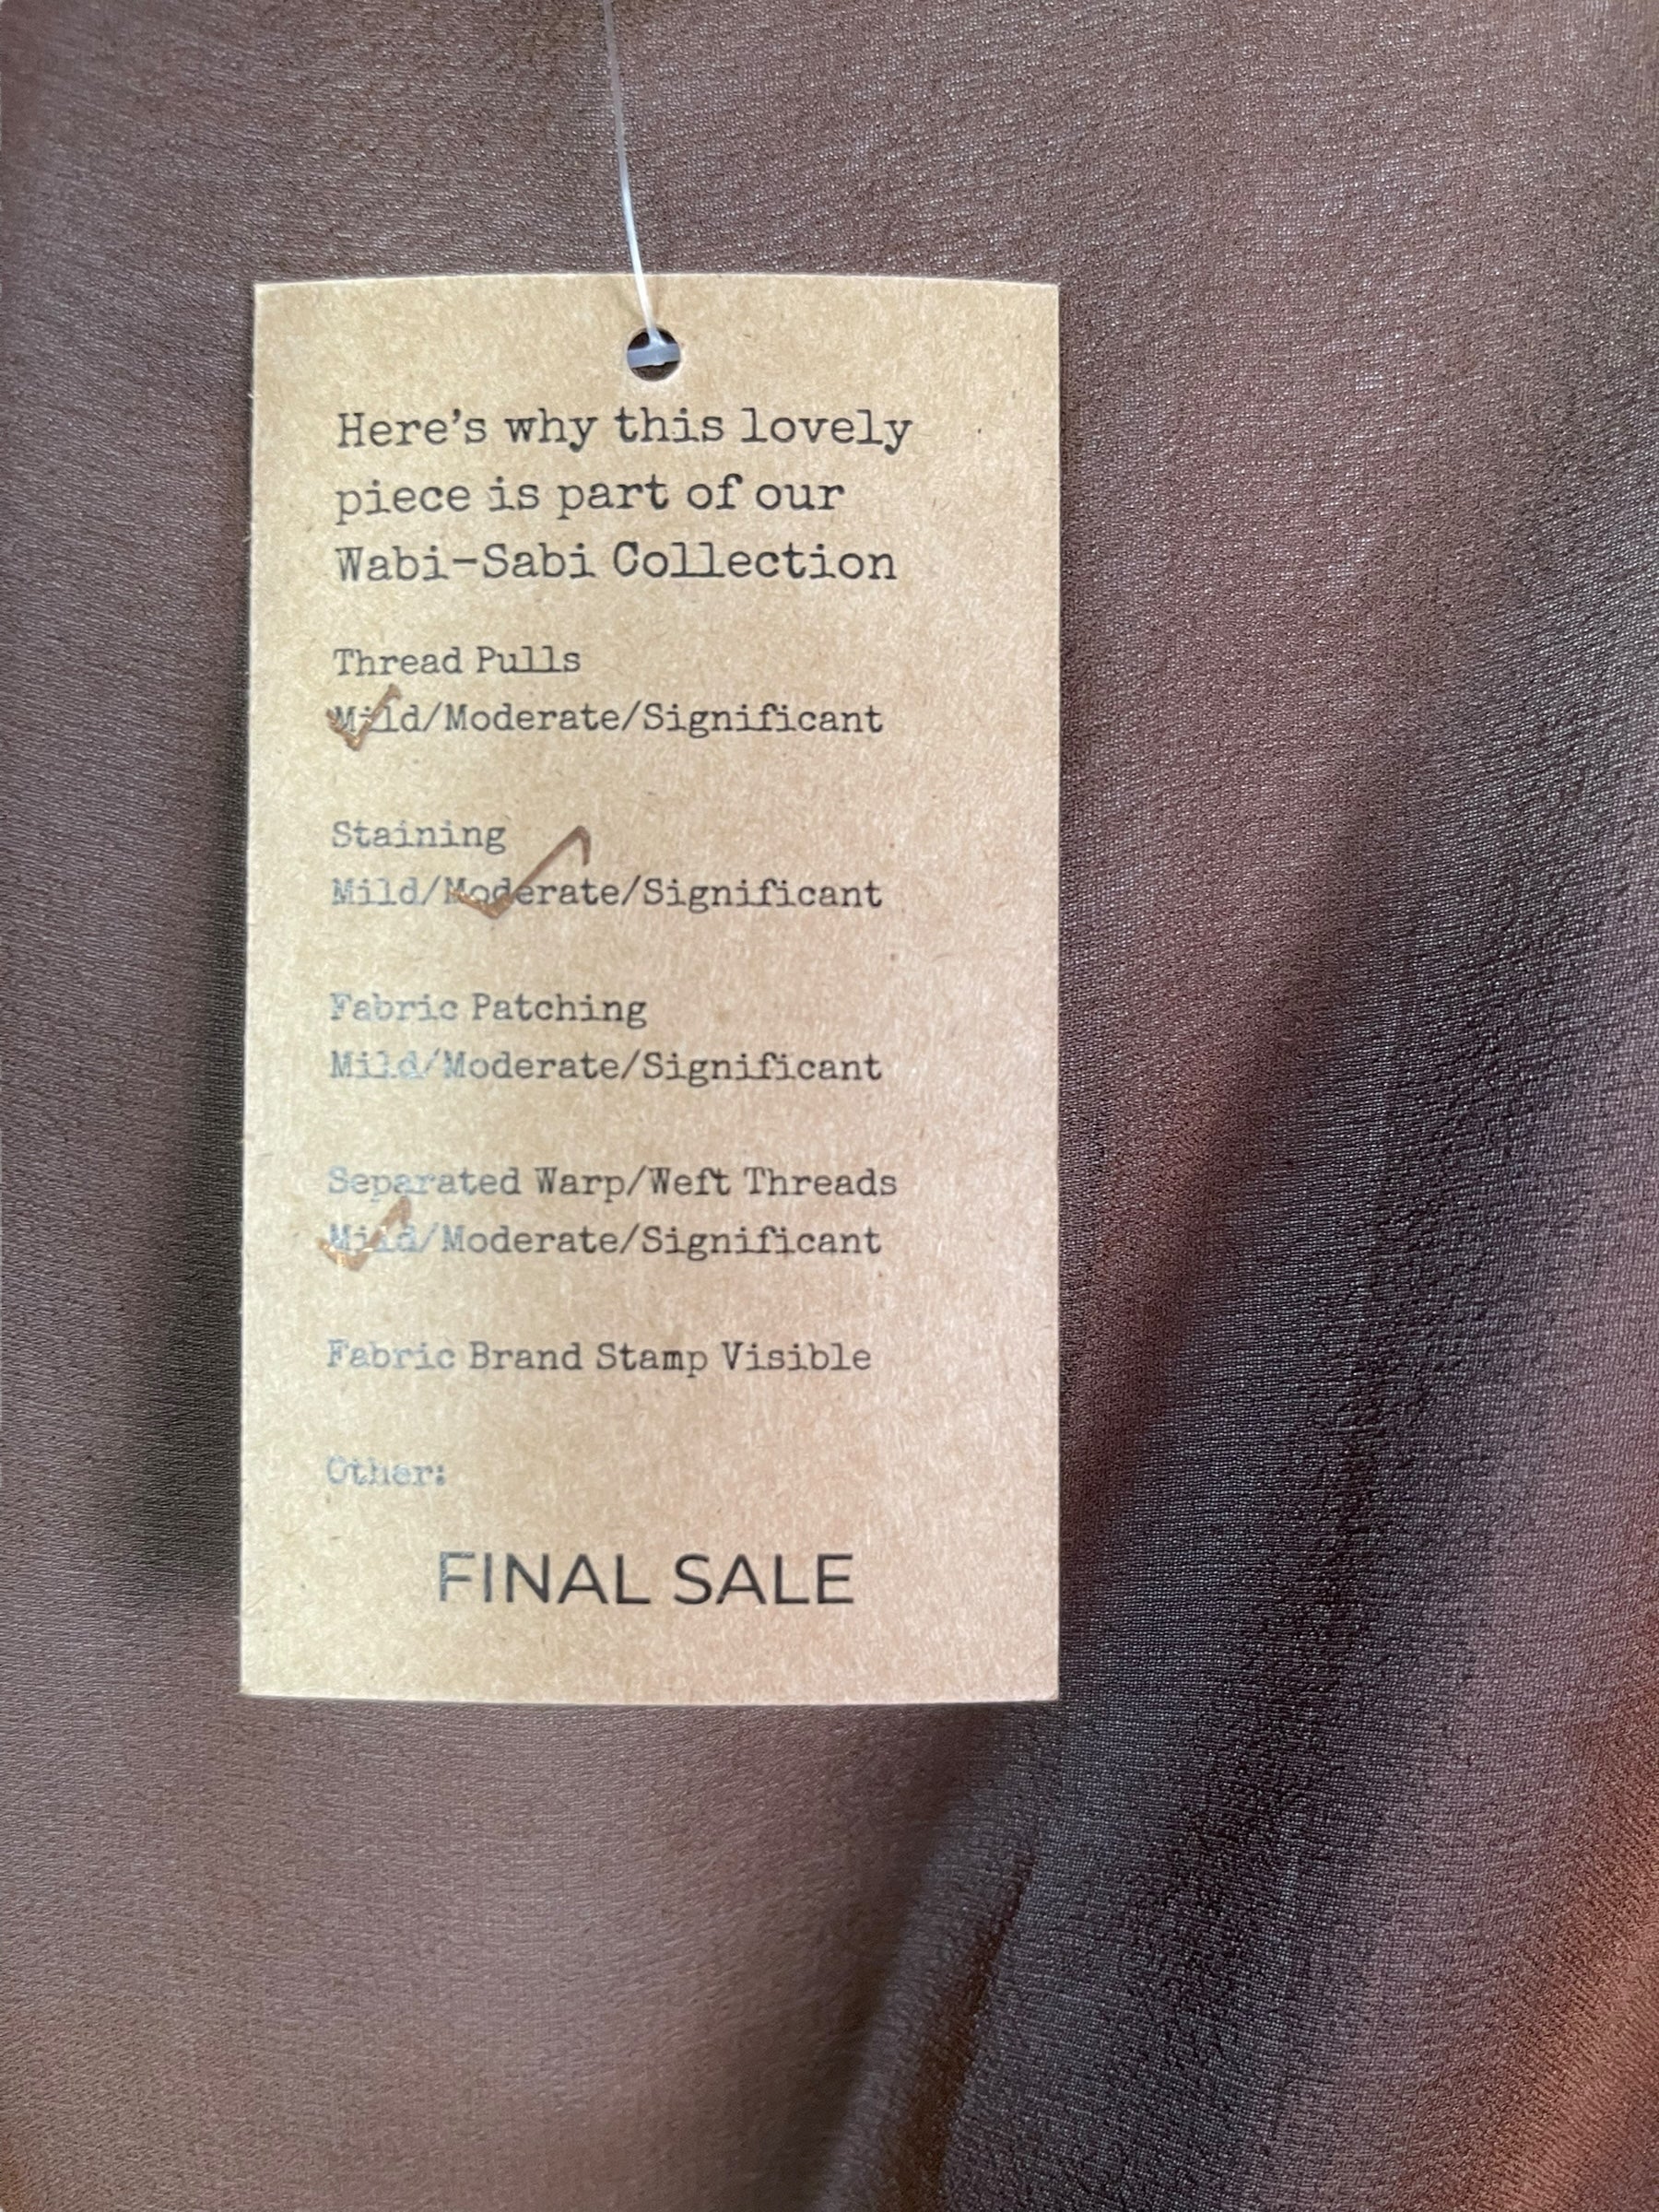 Here's why this lovely
piece is part of our
Wabi-Sabi Collection
Thread Pulls
Mild/Moderate/Significant
Staining
Mild/Moderate/Significant
Fabric Patching
Mild/Moderate/Significant
Separated Warp/Weft Threads
Mild/Moderate/Significant
Fabric Brand Stamp Visible
Other:
FINAL SALE